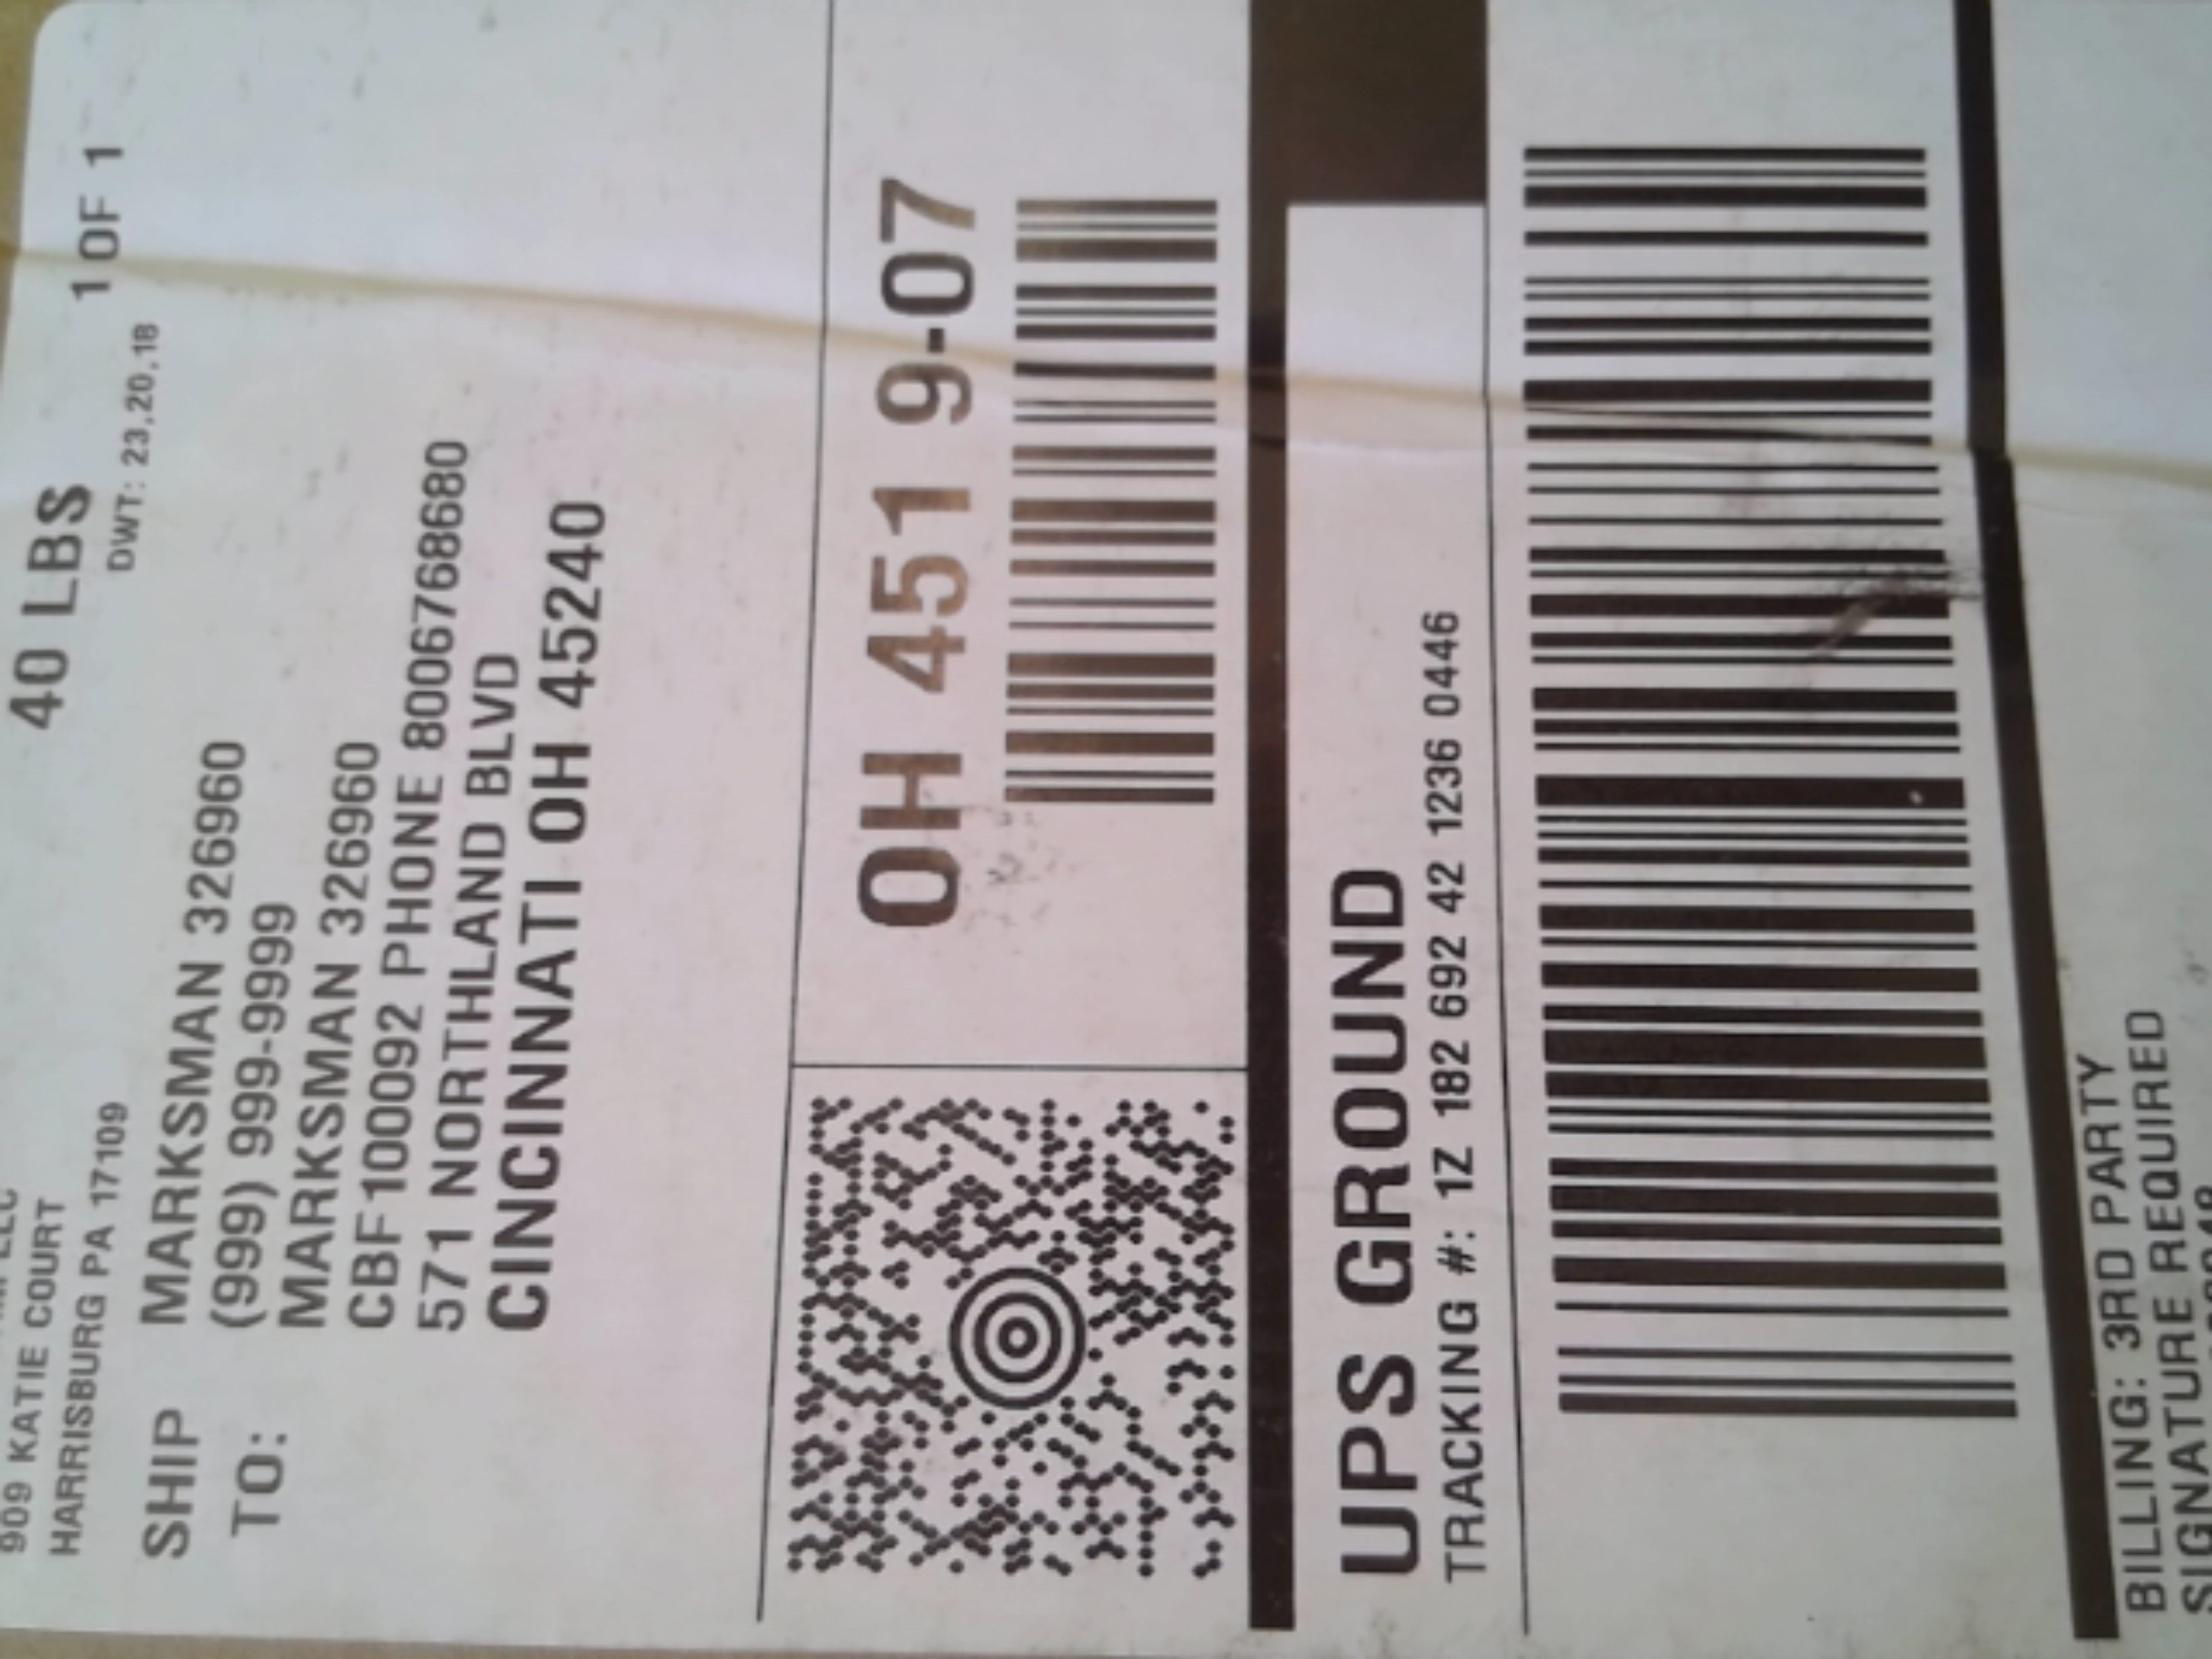 909 KATIE COURT
HARRISBURG PA 17109
40 LBS
1 OF 1
DWT: 23,20,18
SHIP
TO:
MARKSMAN 326960
(999) 999-9999
MARKSMAN 326960
CBF100092 PHONE 8006768680
571 NORTHLAND BLVD
CINCINNATI OH 45240
OH 451 9-07
UPS GROUND
TRACKING #: 1Z 182 692 42 1236 0446
BILLING: 3RD PARTY
SIGNATURE REQUIRED